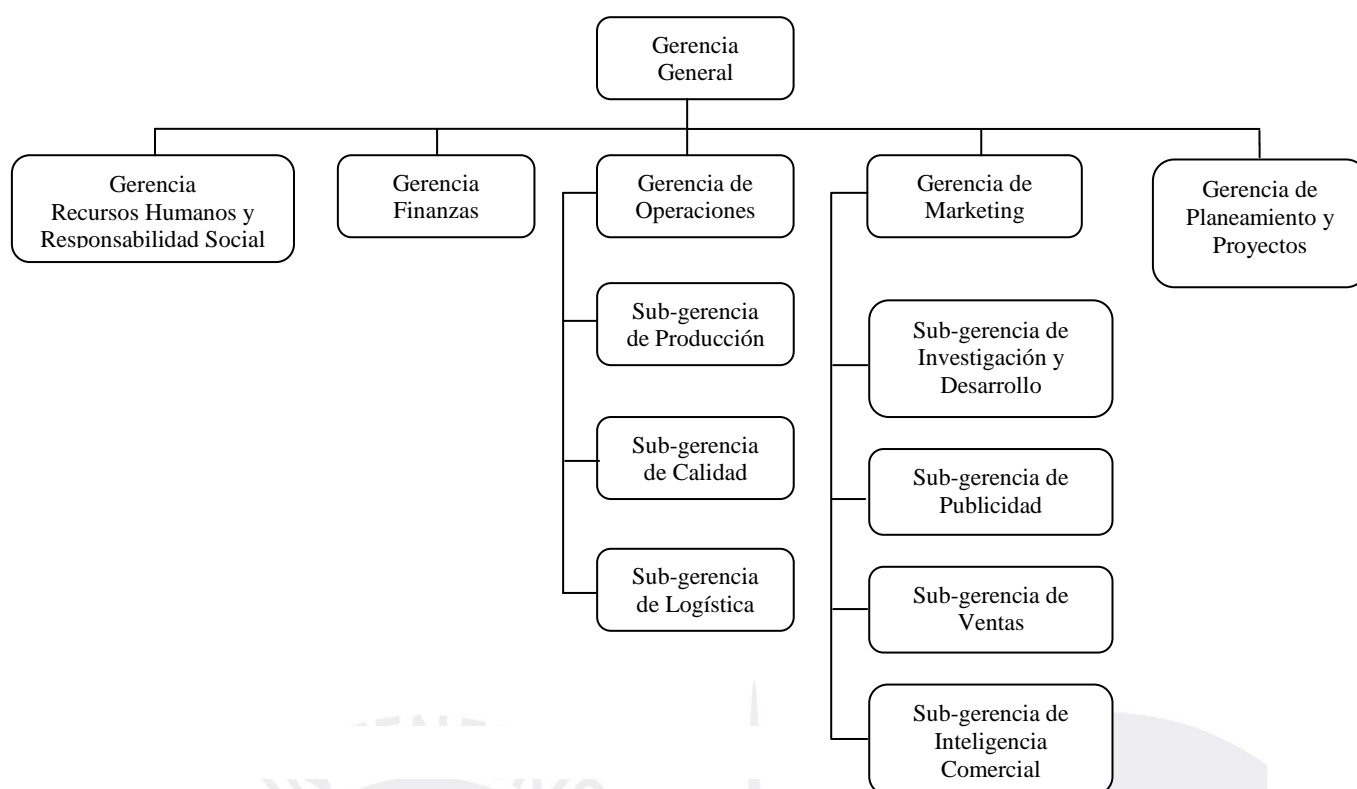 Gerencia
General
Gerencia
Recursos Humanos y
Responsabilidad Social
Gerencia
Finanzas
Gerencia de
Operaciones
Gerencia de
Marketing
Gerencia de
Planeamiento y
Proyectos
Sub-gerencia
de Producción
Sub-gerencia
de Calidad
Sub-gerencia
de Logística
Sub-gerencia de
Investigación y
Desarrollo
Sub-gerencia de
Publicidad
Sub-gerencia de
Ventas
Sub-gerencia de
Inteligencia
Comercial